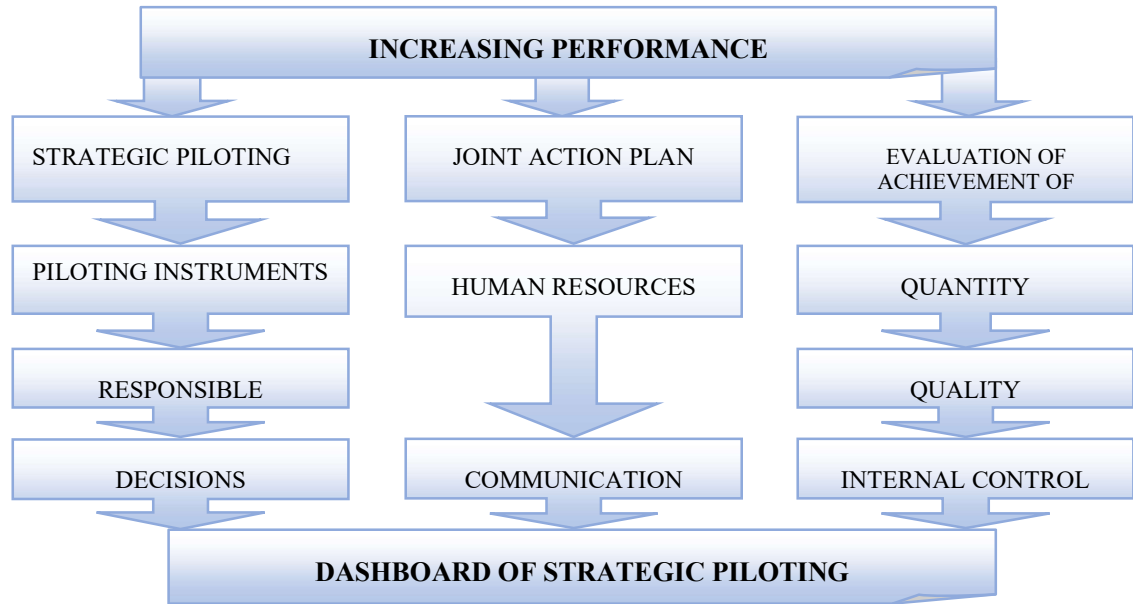 INCREASING PERFORMANCE
STRATEGIC PILOTING
JOINT ACTION PLAN
EVALUATION OF
ACHIEVEMENT OF
PILOTING INSTRUMENTS
HUMAN RESOURCES
QUANTITY
RESPONSIBLE
QUALITY
DECISIONS
COMMUNICATION
INTERNAL CONTROL
DASHBOARD OF STRATEGIC PILOTING